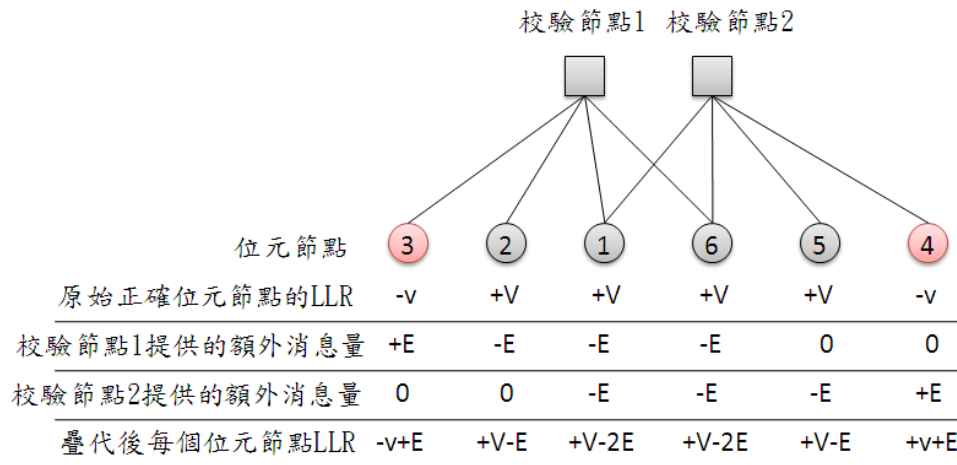 校驗節點1 校驗節點2
位元節點 3 2 1 6 5 4
原始正確位元節點的LLR -v +V +V +V +V -v
校驗節點1提供的額外消息量 +E -E -E -E 0 0
校驗節點2提供的額外消息量 0 0 -E -E -E +E
疊代後每個位元節點LLR -v+E +V-E +V-2E +V-2E +V-E +v+E